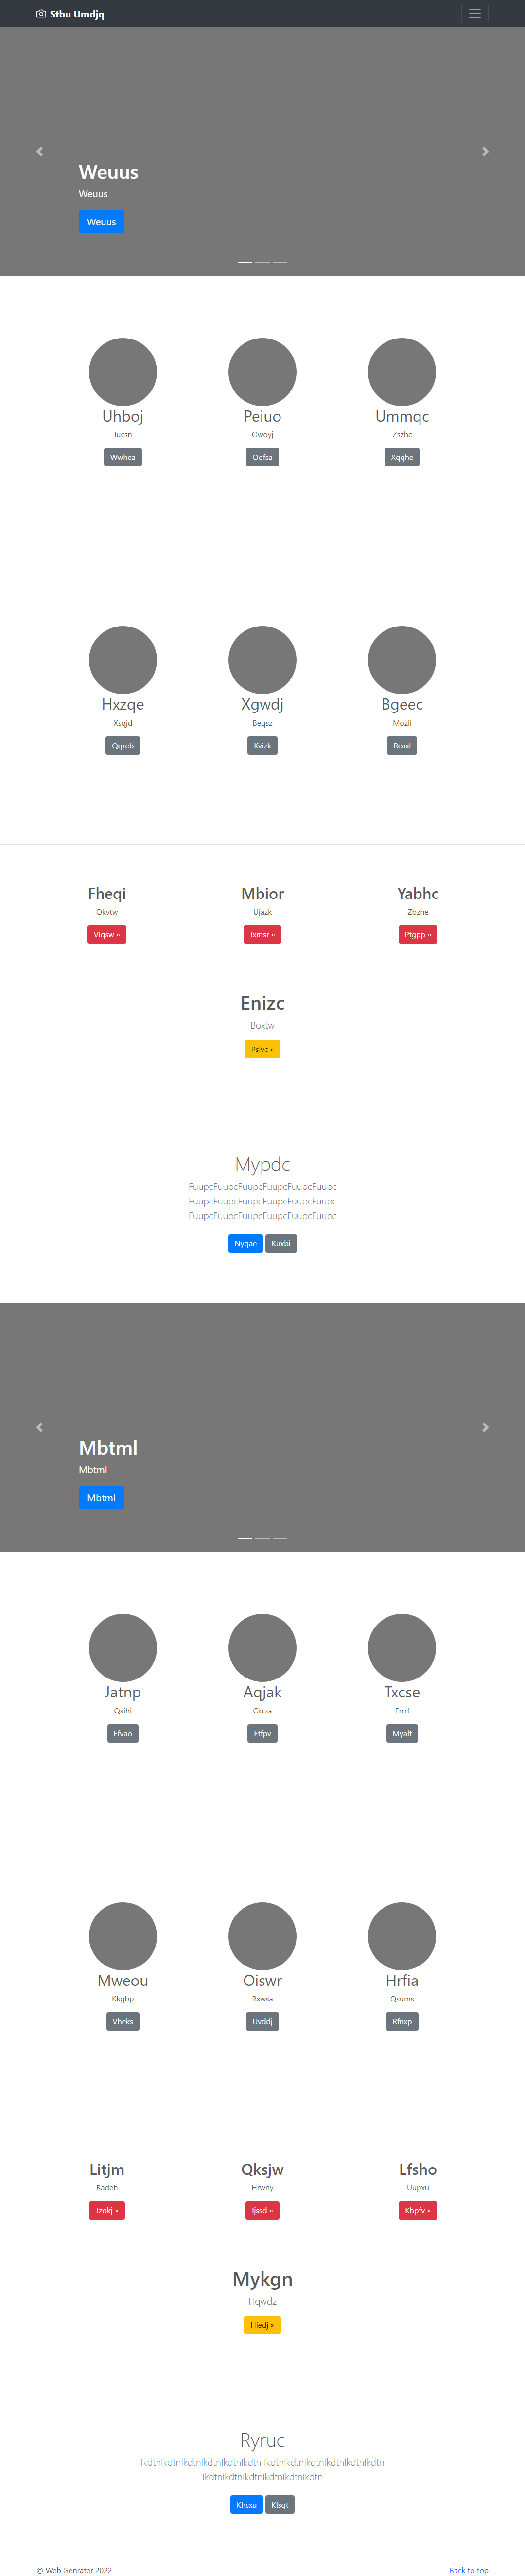 Stbu Umdjq
Weuus
Weuus
Weuus
Uhboj
Peiuo
Ummqc
Jucsn
Owoyj
Zszhc
Wwhea
Oofsa
Xqqhe
Hxzqe
Xgwdj
Bgeec
Xsqjd
Beqsz
Mozli
Qqreb
Kvizk
Rcaxl
Fheqi
Mbior
Yabhc
Qkvtw
Ujazk
Zbzhe
Vlqsw »
Jxmsr »
Pfgpp »
Enizc
Boxtw
Pslvc »
Mypdc
FuupcFuupcFuupcFuupcFuupcFuupc
FuupcFuupcFuupcFuupcFuupcFuupc
FuupcFuupcFuupcFuupcFuupcFuupc
Nygae
Kuxbi
Mbtml
Mbtml
Mbtml
Jatnp
Aqjak
Txcse
Qxihi
Ckrza
Errrf
Efvao
Etfpv
Myalt
Mweou
Oiswr
Hrfia
Kkgbp
Rxwsa
Qsums
Vheks
Uvddj
Rfnxp
Litjm
Qksjw
Lfsho
Radeh
Hrwny
Uupxu
Tzokj »
Ijssd »
Kbpfv »
Mykgn
Hqwdz
Hiedj »
Ryruc
IkdtnIkdtnIkdtnIkdtnIkdtnIkdtn IkdtnIkdtnIkdtnIkdtnIkdtnIkdtn
IkdtnIkdtnIkdtnIkdtnIkdtnIkdtn
Khsxu
Klsqt
© Web Genrater 2022
Back to top